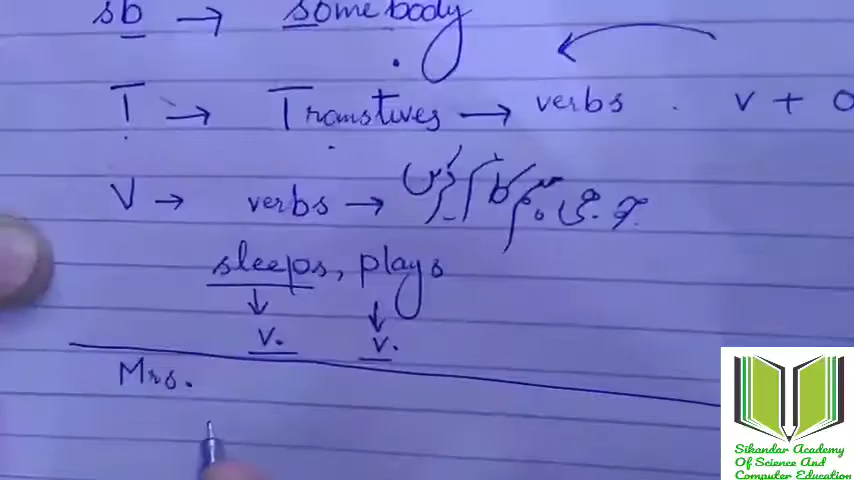 sb → somebody
T → Transtives → verbs . V + O
V → verbs →
sleeps, plays
v. v.
Mrs.
Sikandar Academy
Of Science And
Computer Education